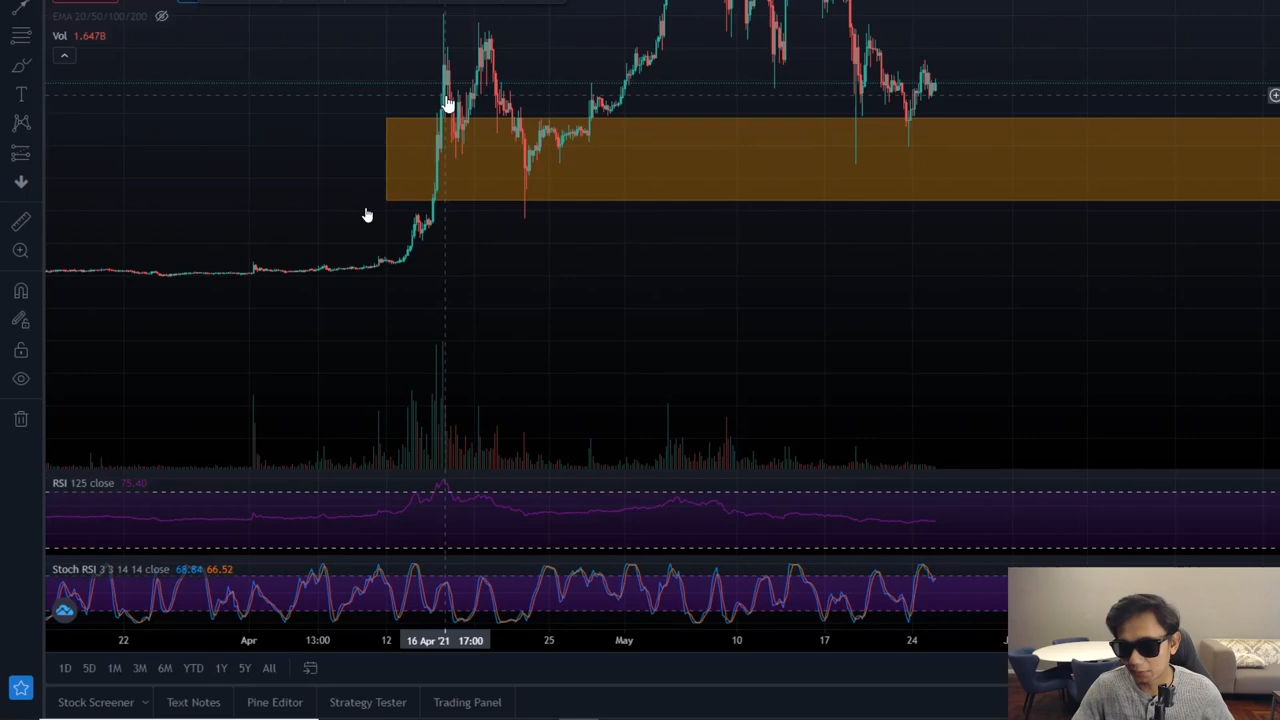 EMA 20/50/100/200
Vol 1.647B
RSI 125 close 75.40
Stoch RSI 3 3 14 14 close 68.84 66.52
22 Apr 13:00 12 16 Apr '21 17:00 25 May 10 17 24
1D 5D 1M 3M 6M YTD 1Y 5Y All
Stock Screener Text Notes Pine Editor Strategy Tester Trading Panel